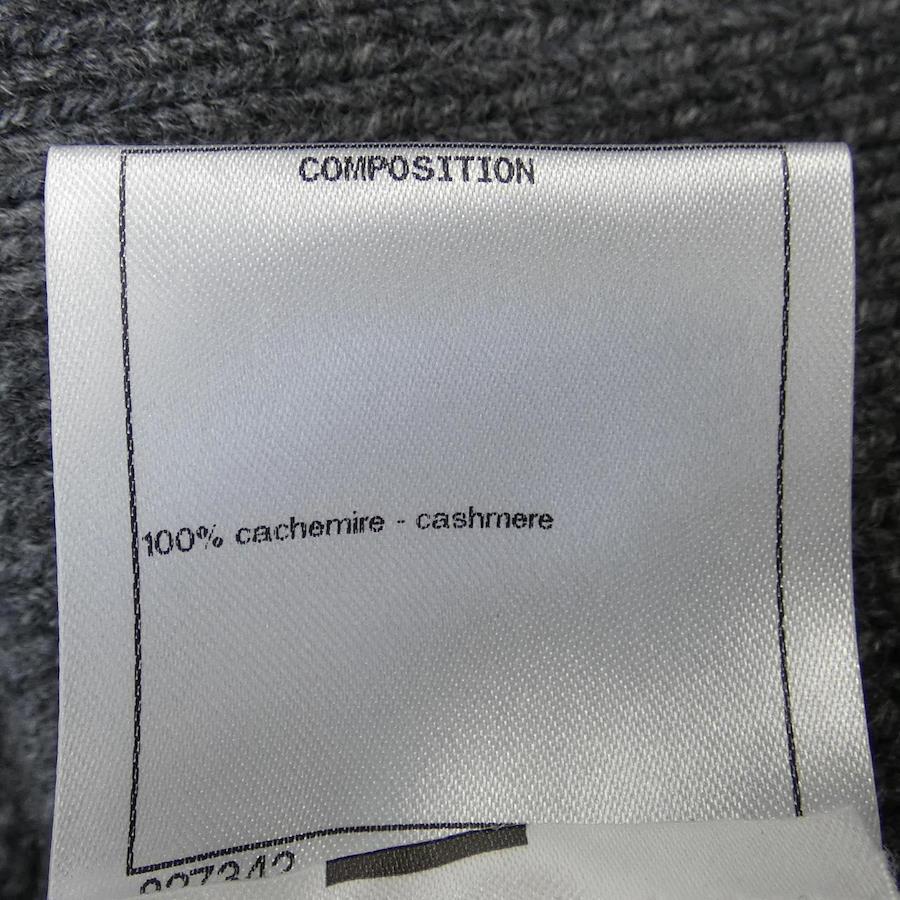 COMPOSITION
100% cachemire - cashmere